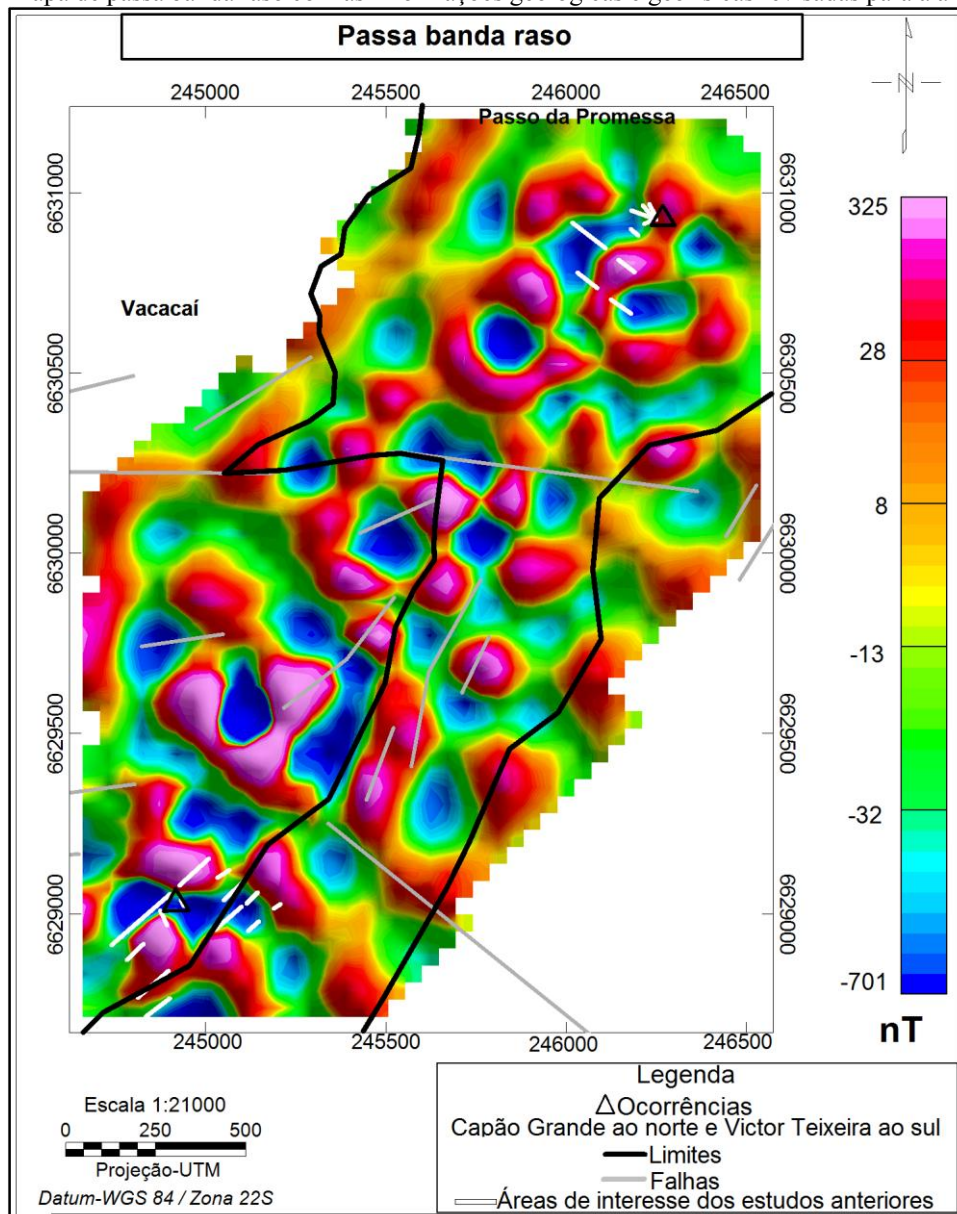 Passa banda raso
245000 245500 246000 246500
Passo da Promessa
6631000 6631000
325
Vacacaí
28
6630500 6630500
8
6630000 6630000
-13
6629500 6629500
-32
6629000 6629000
-701
nT
245000 245500 246000 246500
Escala 1:21000
0 250 500
Projeção-UTM
Datum-WGS 84 / Zona 22S
N
Legenda
Ocorrências
Capão Grande ao norte e Victor Teixeira ao sul
Limites
Falhas
Áreas de interesse dos estudos anteriores